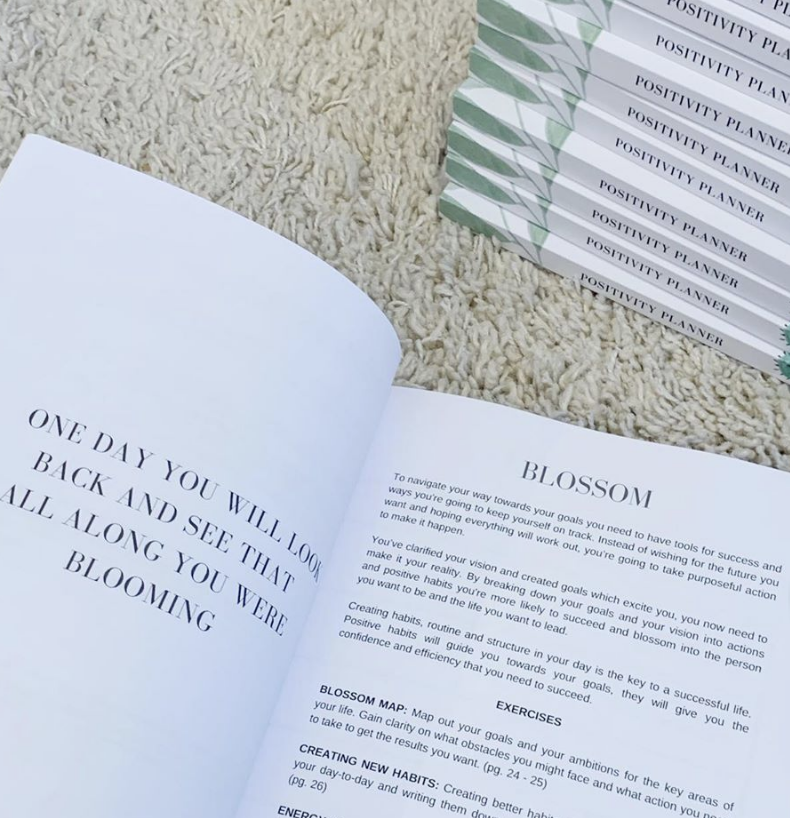 POSITIVITY PLA
POSITIVITY PLAN
POSITIVITY PLANNER
POSITIVITY PLANNER
POSITIVITY PLANNER
POSITIVITY PLANNER
POSITIVITY PLANNER
POSITIVITY PLANNER
POSITIVITY PLANNER
ONE DAY YOU WILL LOOK
BACK AND SEE THAT
ALL ALONG YOU WERE
BLOOMING
BLOSSOM
To navigate your way towards your goals you need to have tools for success and
ways you're going to keep yourself on track. Instead of wishing for the future you
want and hoping everything will work out, you're going to take purposeful action
to make it happen.
You've clarified your vision and created goals which excite you, you now need to
make it your reality. By breaking down your goals and your vision into actions
and positive habits you're more likely to succeed and blossom into the person
you want to be and the life you want to lead.
Creating habits, routine and structure in your day is the key to a successful life.
Positive habits will guide you towards your goals, they will give you the
confidence and efficiency that you need to succeed.
EXERCISES
BLOSSOM MAP: Map out your goals and your ambitions for the key areas of
your life. Gain clarity on what obstacles you might face and what action you
to take to get the results you want. (pg. 24 - 25)
CREATING NEW HABITS: Creating better
your day-to-day and writing them
(pg. 26)